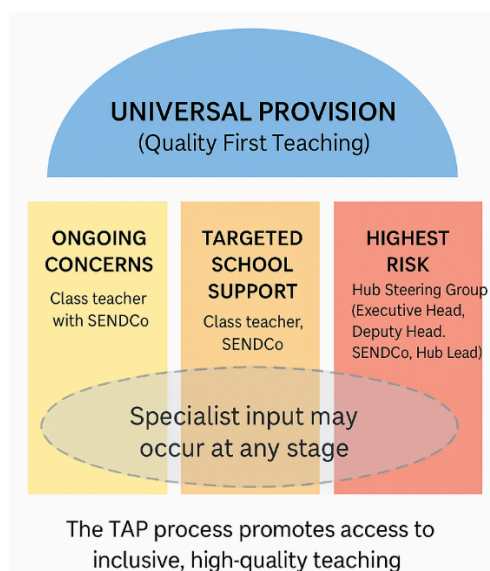 UNIVERSAL PROVISION
(Quality First Teaching)
ONGOING
CONCERNS
Class teacher
with SENDCo
TARGETED
SCHOOL
SUPPORT
Class teacher,
SENDCo
HIGHEST
RISK
Hub Steering Group
(Executive Head,
Deputy Head.
SENDCo, Hub Lead)
Specialist input may
occur at any stage
The TAP process promotes access to
inclusive, high-quality teaching